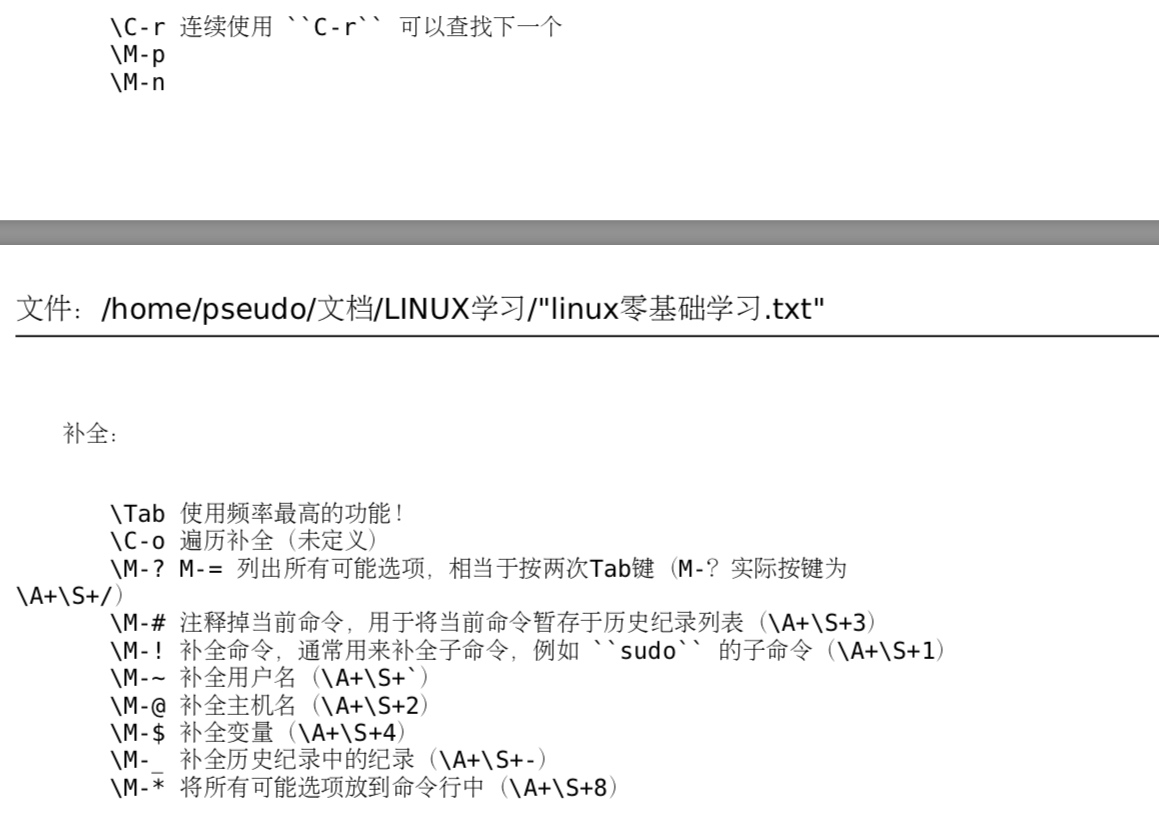 \C-r 连续使用 ``C-r`` 可以查找下一个
\M-p
\M-n
文件：/home/pseudo/文档/LINUX学习/"linux零基础学习.txt"
补全：
\Tab 使用频率最高的功能！
\C-o 遍历补全（未定义）
\M-? M-= 列出所有可能选项，相当于按两次Tab键（M-？实际按键为
\A+\S+/）
\M-# 注释掉当前命令，用于将当前命令暂存于历史纪录列表（\A+\S+3）
\M-! 补全命令，通常用来补全子命令，例如 ``sudo`` 的子命令（\A+\S+1）
\M-~ 补全用户名（\A+\S+`）
\M-@ 补全主机名（\A+\S+2）
\M-$ 补全变量（\A+\S+4）
\M-_ 补全历史纪录中的纪录（\A+\S+-）
\M-* 将所有可能选项放到命令行中（\A+\S+8）